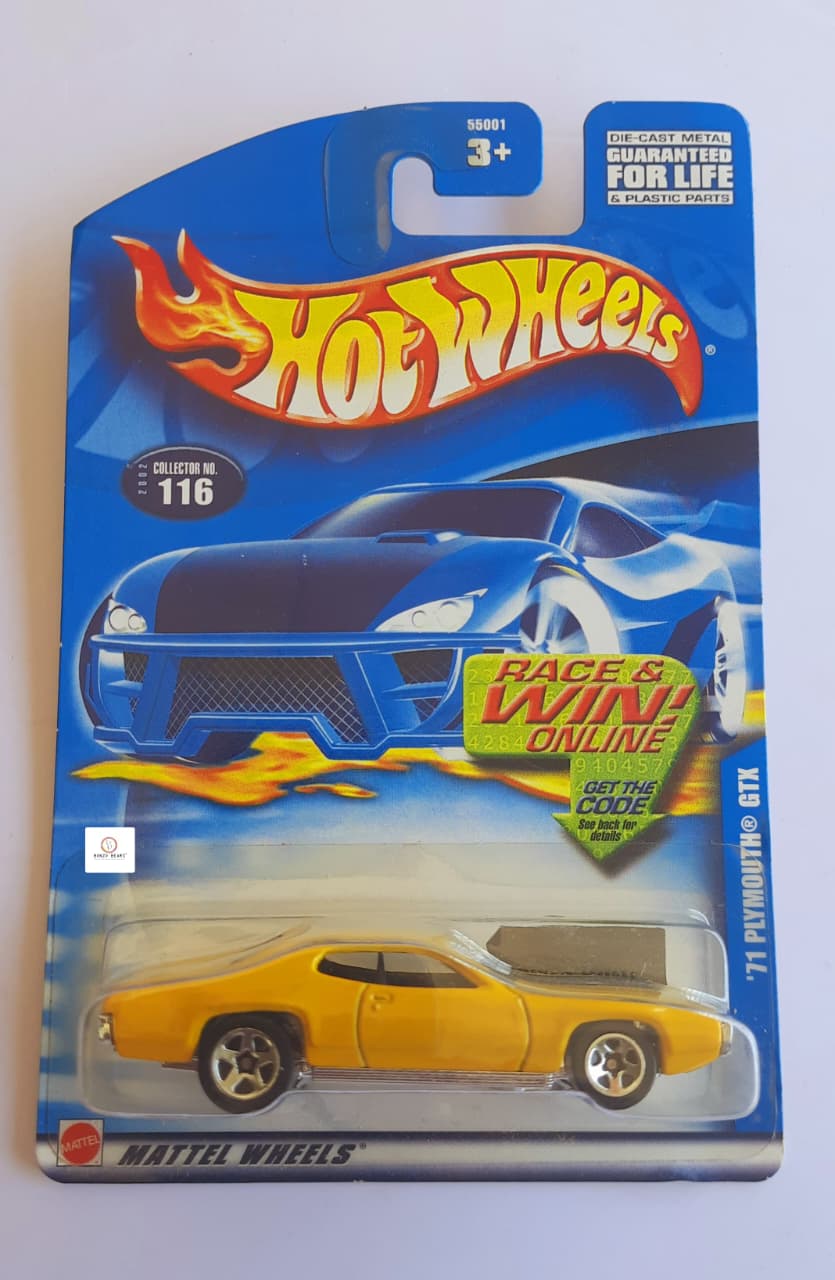 55001
3+
DIE-CAST METAL
GUARANTEED
FOR LIFE
& PLASTIC PARTS
HOT WHEELS®
2002
COLLECTOR NO.
116
RACE &
WIN!
ONLINE
GET THE
CODE
See back for
details
'71 PLYMOUTH® GTX
MATTEL
MATTEL WHEELS®